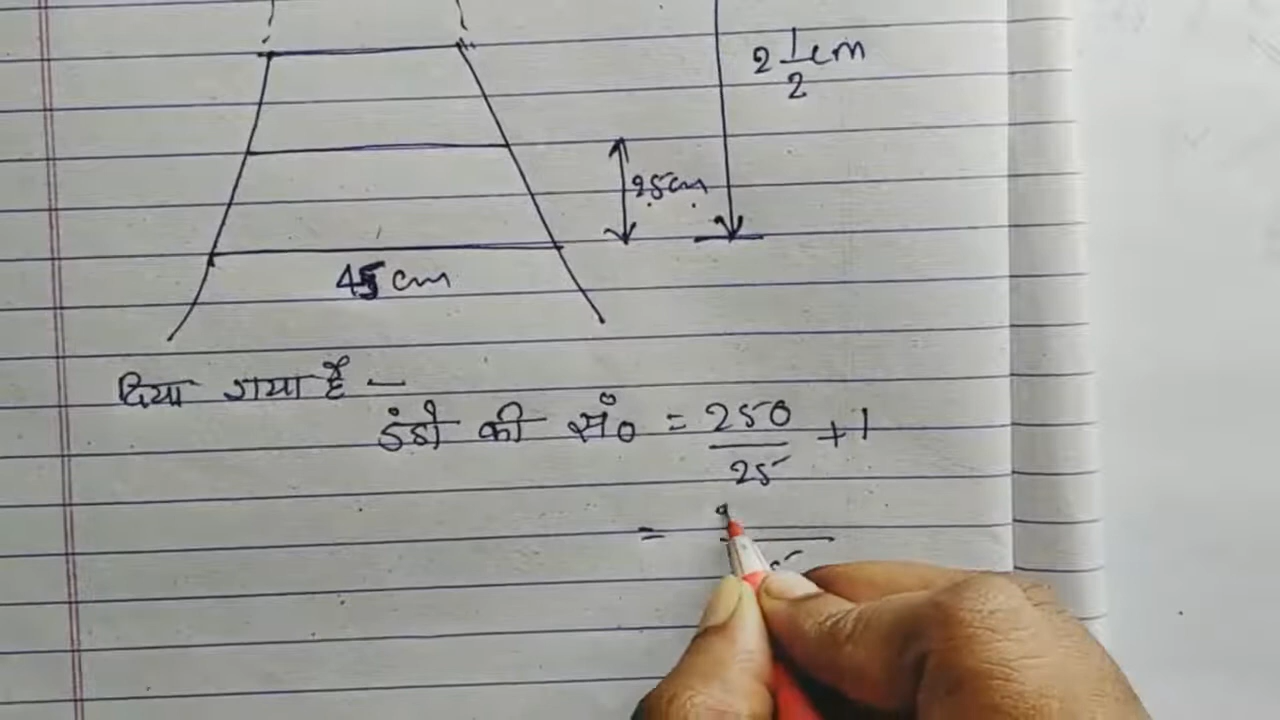 2 1/2 cm
25cm
45 cm
दिया गया है —
डंडो की सं० = 250/25 + 1
=